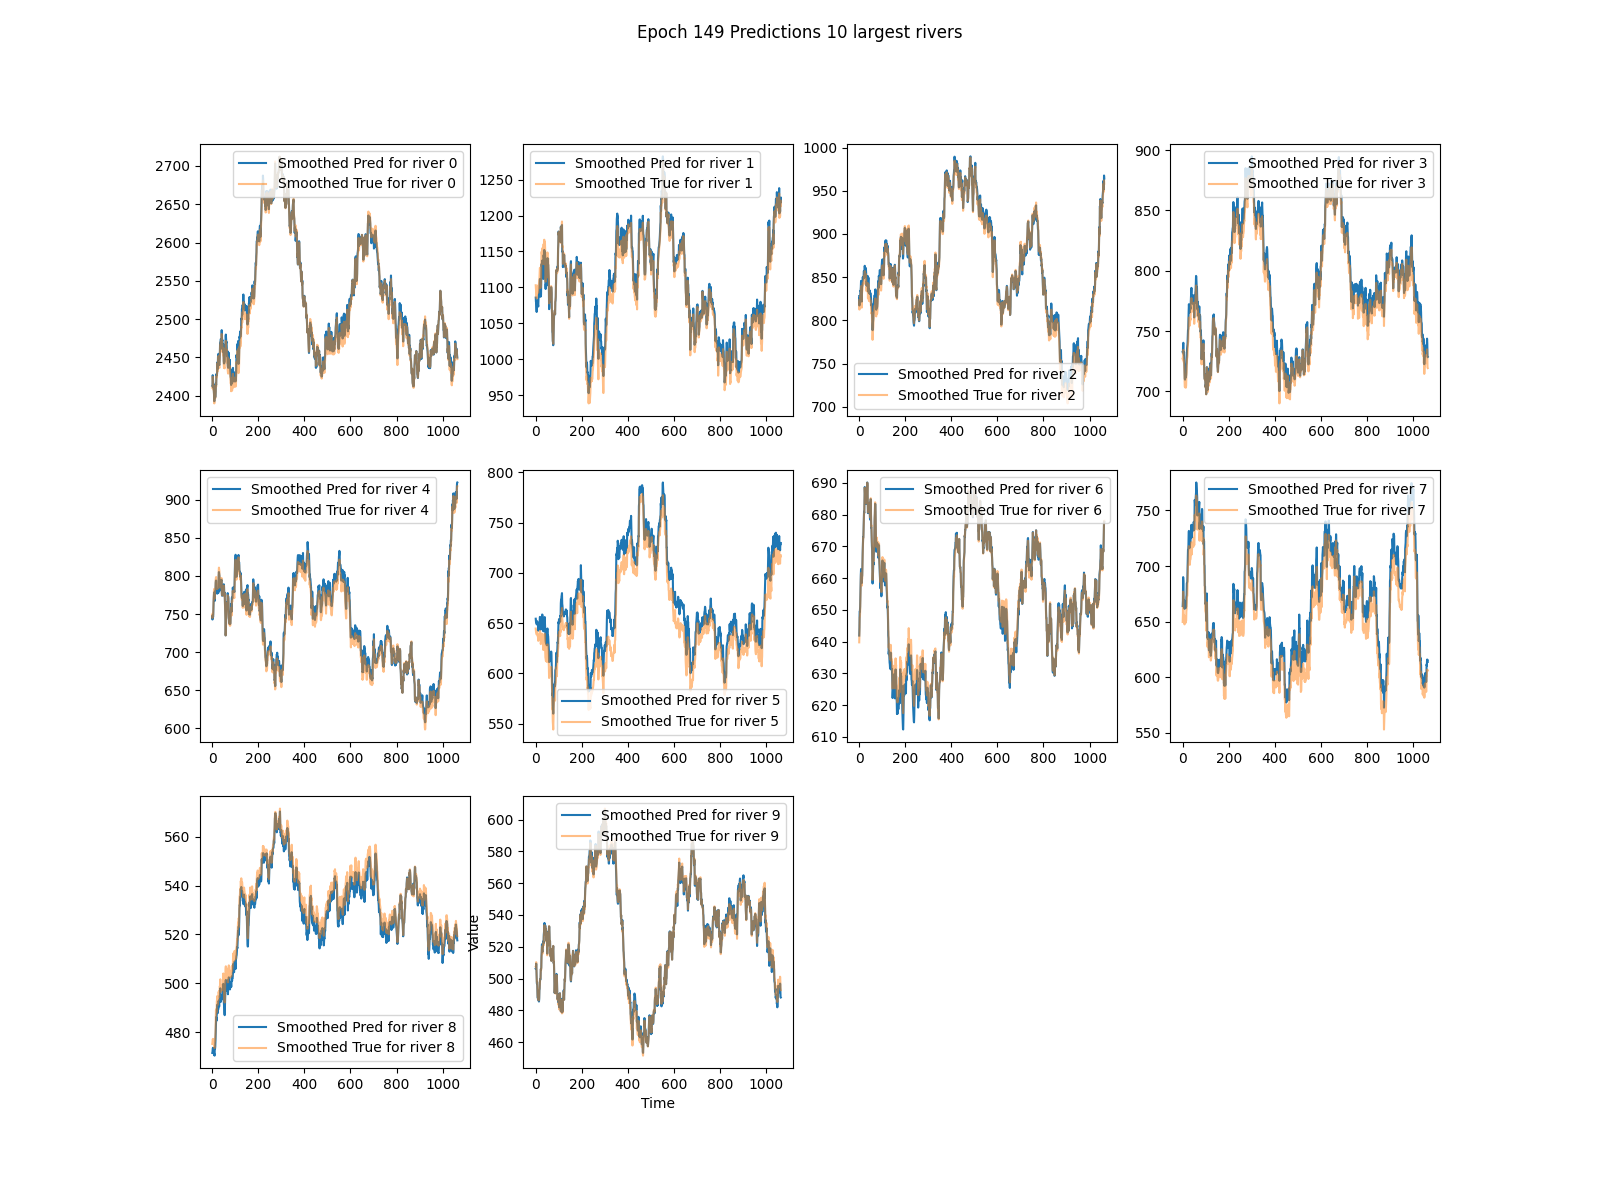 Epoch 149 Predictions 10 largest rivers
2700
2650
2600
2550
2500
2450
2400
0 200 400 600 800 1000
Smoothed Pred for river 0
Smoothed True for river 0
1250
1200
1150
1100
1050
1000
950
0 200 400 600 800 1000
Smoothed Pred for river 1
Smoothed True for river 1
1000
950
900
850
800
750
700
0 200 400 600 800 1000
Smoothed Pred for river 2
Smoothed True for river 2
900
850
800
750
700
0 200 400 600 800 1000
Smoothed Pred for river 3
Smoothed True for river 3
900
850
800
750
700
650
600
0 200 400 600 800 1000
Smoothed Pred for river 4
Smoothed True for river 4
800
750
700
650
600
550
0 200 400 600 800 1000
Smoothed Pred for river 5
Smoothed True for river 5
690
680
670
660
650
640
630
620
610
0 200 400 600 800 1000
Smoothed Pred for river 6
Smoothed True for river 6
750
700
650
600
550
0 200 400 600 800 1000
Smoothed Pred for river 7
Smoothed True for river 7
560
540
520
500
480
0 200 400 600 800 1000
Smoothed Pred for river 8
Smoothed True for river 8
Value
600
580
560
540
520
500
480
460
0 200 400 600 800 1000
Time
Smoothed Pred for river 9
Smoothed True for river 9